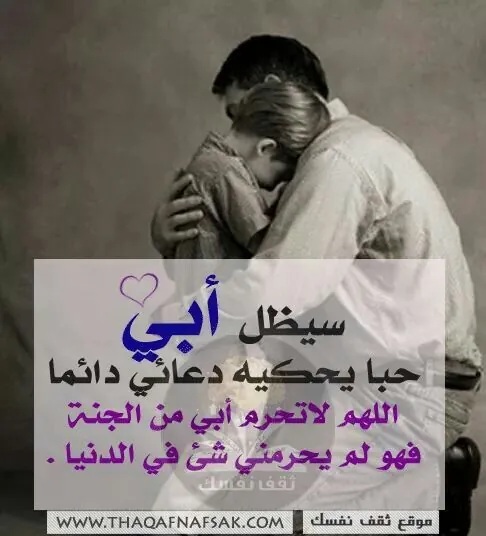 سيظل أبي
حبا يحكيه دعائي دائما
اللهم لاتحرم أبي من الجنة
فهو لم يحرمني شئ في الدنيا .
ثقف نفسك
WWW.THAQAFNAFSAK.COM موقع ثقف نفسك